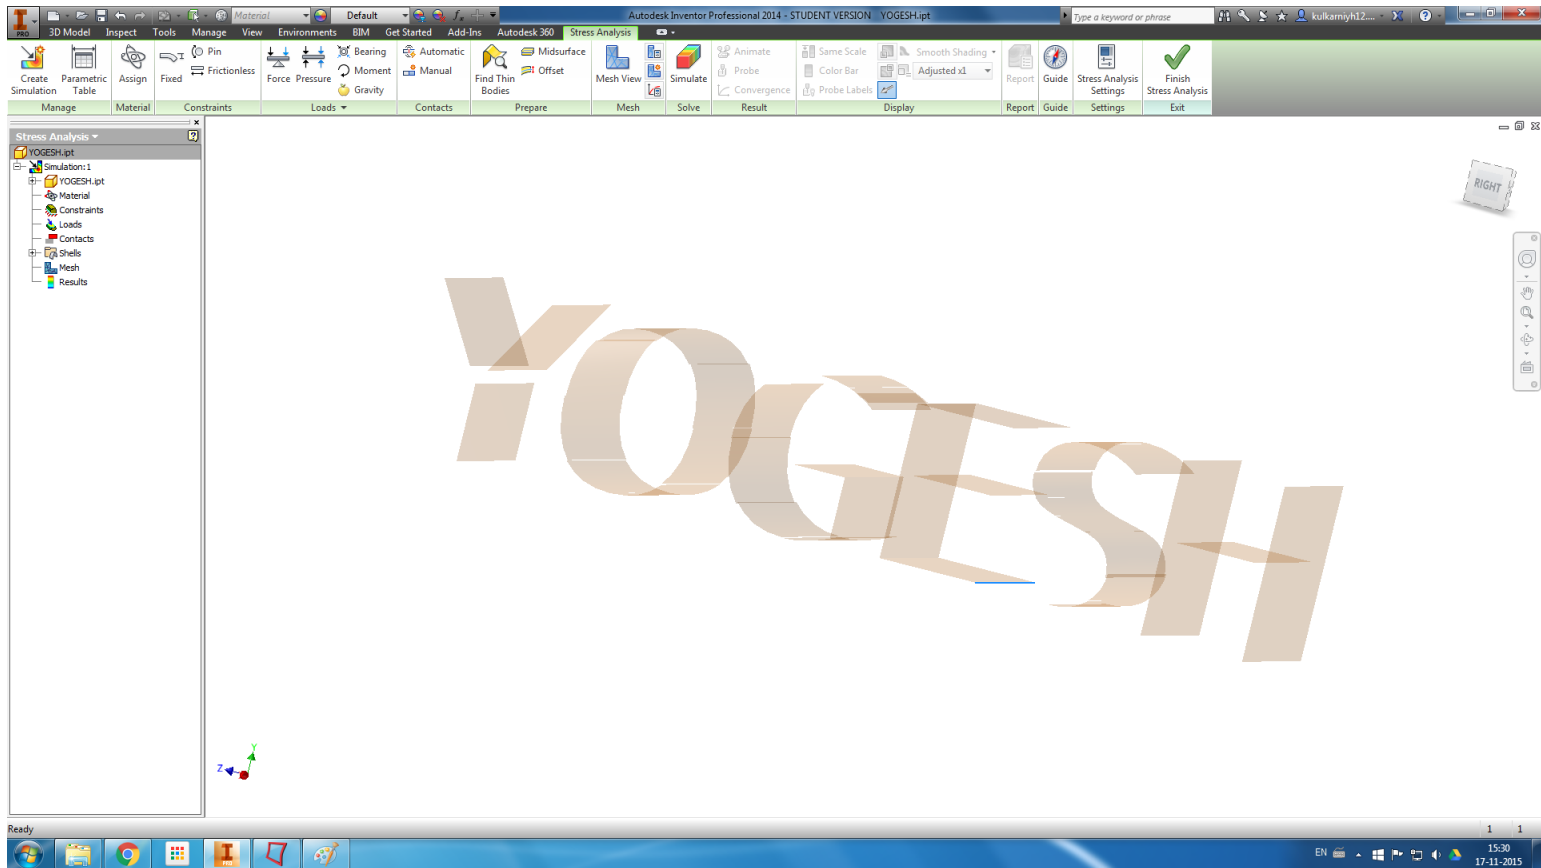 Material
Default
Autodesk Inventor Professional 2014 - STUDENT VERSION YOGESH.ipt
Type a keyword or phrase
kulkarniyh12....
PRO
3D Model Inspect Tools Manage View Environments BIM Get Started Add-Ins Autodesk 360 Stress Analysis
Create Simulation
Parametric Table
Assign
Fixed
Pin
Frictionless
Force
Pressure
Bearing
Moment
Gravity
Automatic
Manual
Find Thin Bodies
Midsurface
Offset
Mesh View
Simulate
Animate
Probe
Convergence
Same Scale
Color Bar
Probe Labels
Smooth Shading
Adjusted x1
Report
Guide
Stress Analysis Settings
Finish Stress Analysis
Manage Material Constraints Loads Contacts Prepare Mesh Solve Result Display Report Guide Settings Exit
Stress Analysis
YOGESH.ipt
Simulation:1
YOGESH.ipt
Material
Constraints
Loads
Contacts
Shells
Mesh
Results
RIGHT
YOGESH
Y
Z
Ready
1 1
PRO
EN
15:30
17-11-2015